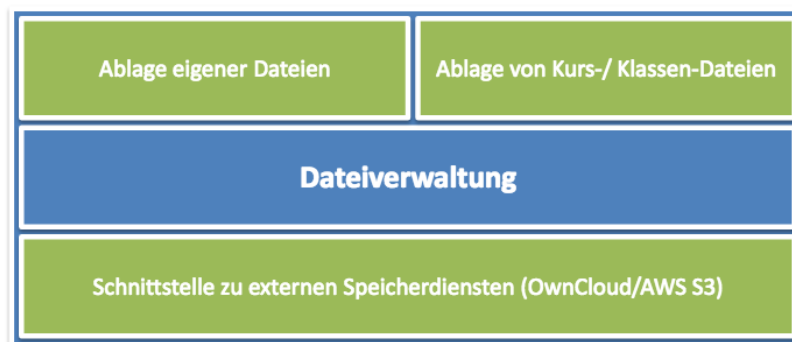 Ablage eigener Dateien
Ablage von Kurs-/ Klassen-Dateien
Dateiverwaltung
Schnittstelle zu externen Speicherdiensten (OwnCloud/AWS S3)